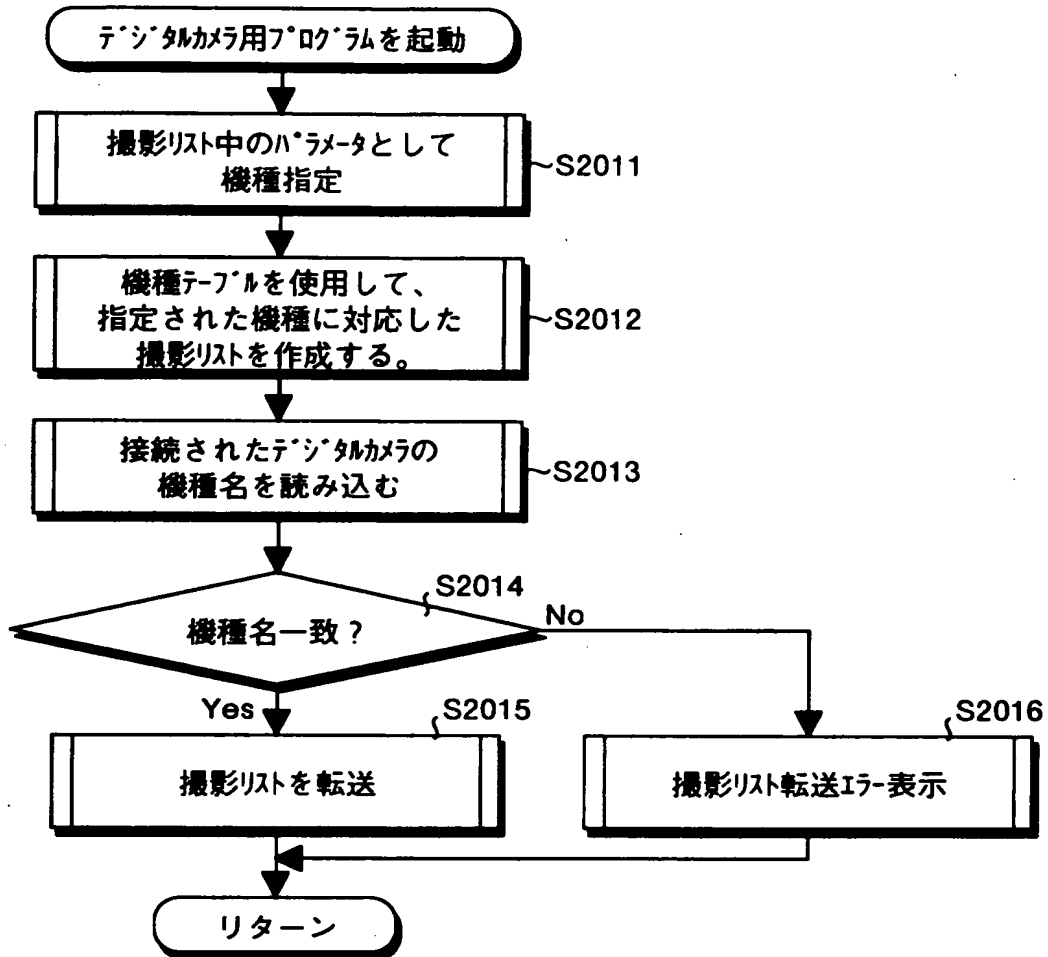 ﾃﾞｼﾞﾀﾙｶﾒﾗ用ﾌﾟﾛｸﾞﾗﾑを起動
撮影ﾘｽﾄ中のﾊﾟﾗﾒｰﾀとして
機種指定
S2011
機種ﾃｰﾌﾞﾙを使用して、
指定された機種に対応した
撮影ﾘｽﾄを作成する。
S2012
接続されたﾃﾞｼﾞﾀﾙｶﾒﾗの
機種名を読み込む
S2013
S2014
機種名一致？
No
Yes
S2015
撮影ﾘｽﾄを転送
S2016
撮影ﾘｽﾄ転送ｴﾗｰ表示
リターン